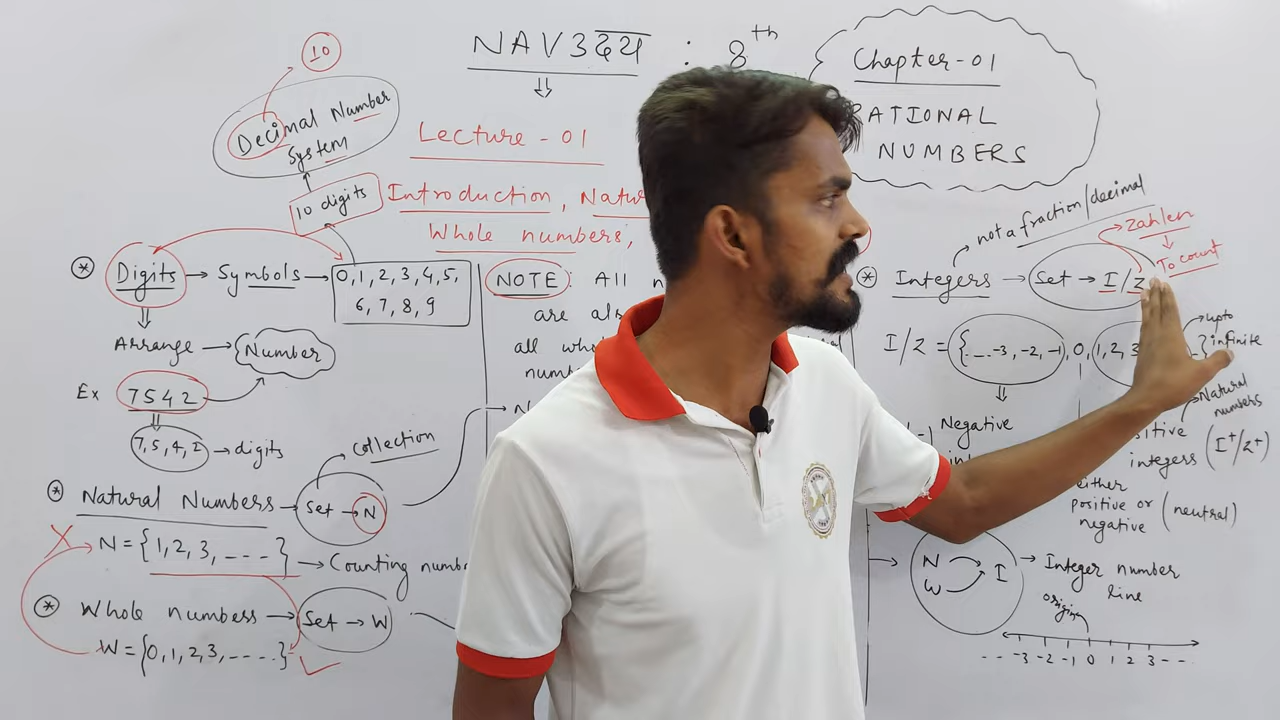 NAV3दय : 8th
⇓
Lecture - 01
Introduction, Natu
Whole numbers,
Chapter-01
RATIONAL
NUMBERS
10
Decimal Number
System
10 digits
* Digits → Symbols → 0, 1, 2, 3, 4, 5,
6, 7, 8, 9
Arrange → Number
Ex 7542
7, 5, 4, 2 → digits
collection
* Natural Numbers → Set → N
N = {1, 2, 3, ----} → Counting numbe
* Whole numbers → Set → W
W = {0, 1, 2, 3, -----}
NOTE : All n
are als
all who
numb
N
not a fraction/decimal
Zahlen
↓
To count
* Integers → Set → I/Z
I/Z = {.... -3, -2, -1, 0, 1, 2, 3
upto
infinite
Natural
numbers
Negative
sitive
integers (I⁺/Z⁺)
either
positive or (neutral)
negative
N
W → I → Integer number
line
origin
-- -3 -2 -1 0 1 2 3 --